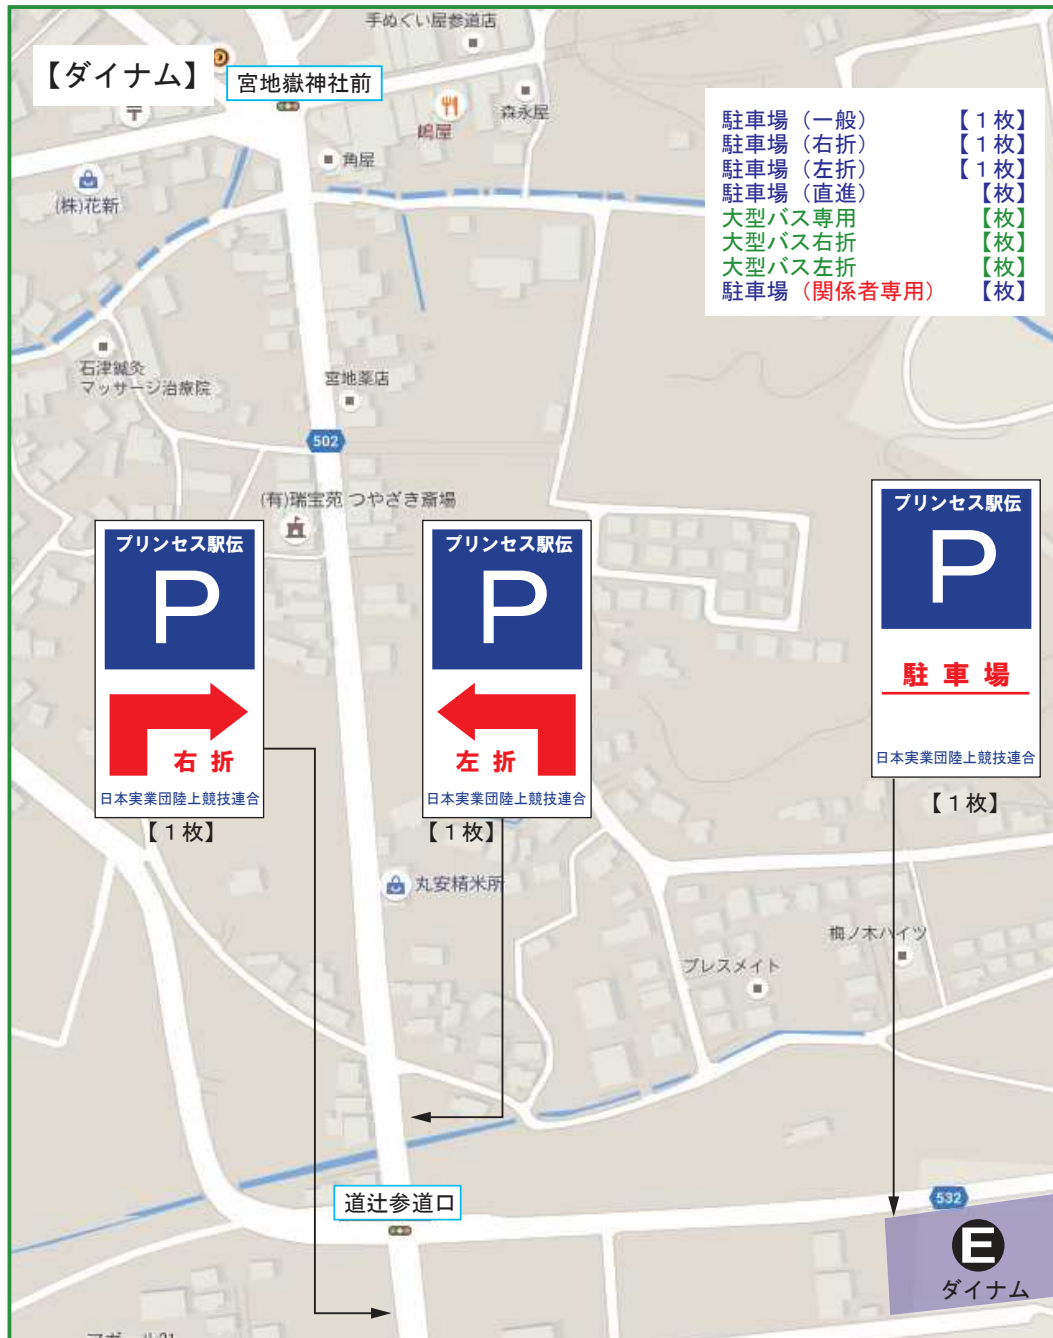 手ぬぐい屋参道店
【ダイナム】
宮地嶽神社前
森永屋
嶋屋
角屋
(株)花新
駐車場（一般） 【１枚】
駐車場（右折） 【１枚】
駐車場（左折） 【１枚】
駐車場（直進） 【枚】
大型バス専用 【枚】
大型バス右折 【枚】
大型バス左折 【枚】
駐車場（関係者専用） 【枚】
石津鍼灸
マッサージ治療院
宮地薬店
502
(有)瑞宝苑 つやざき斎場
プリンセス駅伝
P
右折
日本実業団陸上競技連合
【１枚】
プリンセス駅伝
P
左折
日本実業団陸上競技連合
【１枚】
プリンセス駅伝
P
駐車場
日本実業団陸上競技連合
【１枚】
丸安精米所
梅ノ木ハイツ
プレスメイト
道辻参道口
532
E
ダイナム